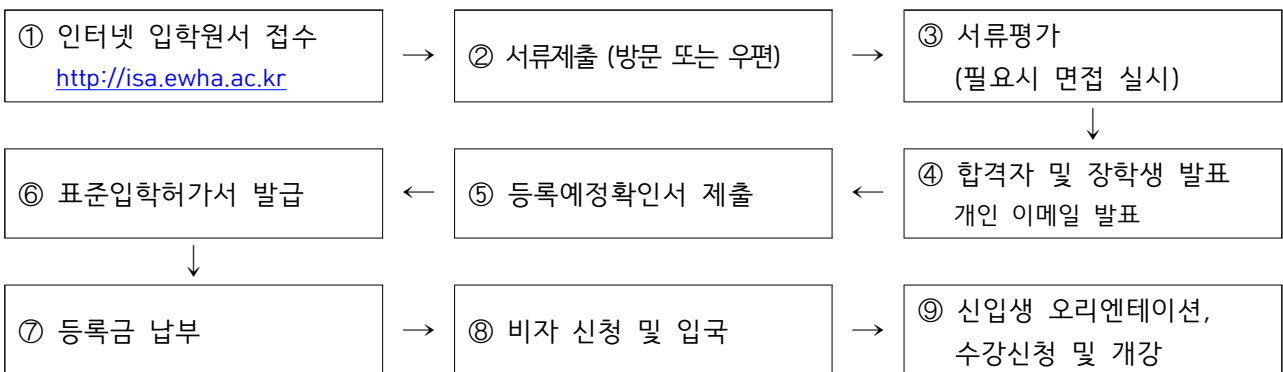 ① 인터넷 입학원서 접수
http://isa.ewha.ac.kr
→
② 서류제출 (방문 또는 우편)
→
③ 서류평가
(필요시 면접 실시)
↓
④ 합격자 및 장학생 발표
개인 이메일 발표
←
⑤ 등록예정확인서 제출
←
⑥ 표준입학허가서 발급
↓
⑦ 등록금 납부
→
⑧ 비자 신청 및 입국
→
⑨ 신입생 오리엔테이션,
수강신청 및 개강